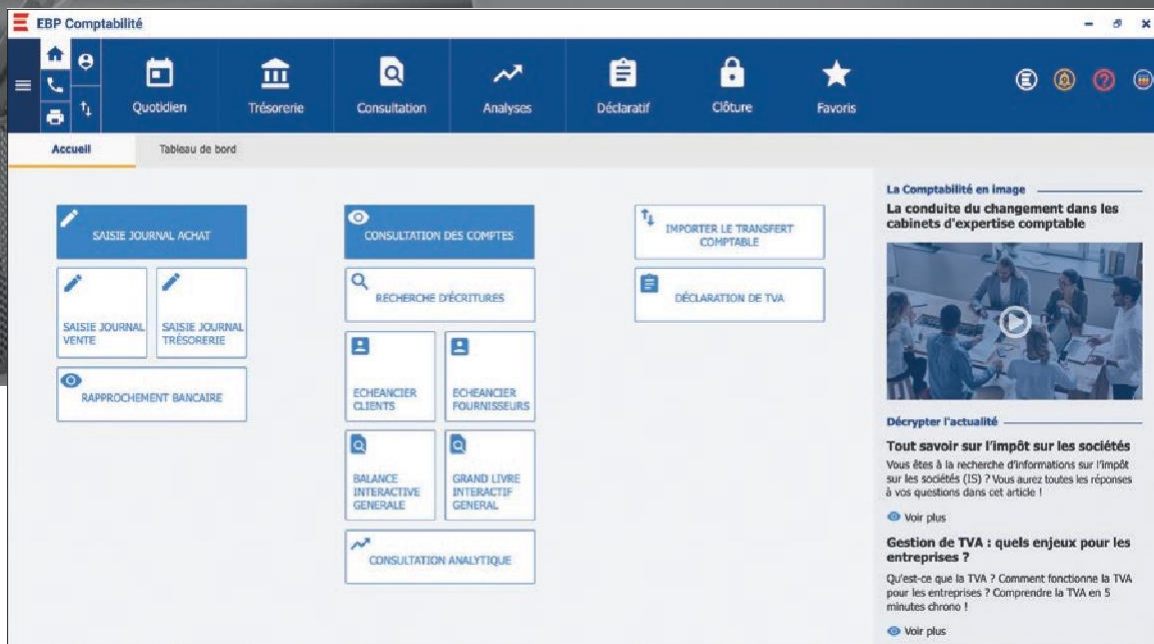 EBP Comptabilité
Quotidien
Trésorerie
Consultation
Analyses
Déclaratif
Clôture
Favoris
Accueil
Tableau de bord
SAISIE JOURNAL ACHAT
SAISIE JOURNAL
VENTE
SAISIE JOURNAL
TRÉSORERIE
RAPPROCHEMENT BANCAIRE
CONSULTATION DES COMPTES
RECHERCHE D'ÉCRITURES
ECHEANCIER
CLIENTS
ECHEANCIER
FOURNISSEURS
BALANCE
INTERACTIVE
GENERALE
GRAND LIVRE
INTERACTIF
GENERAL
CONSULTATION ANALYTIQUE
IMPORTER LE TRANSFERT
COMPTABLE
DÉCLARATION DE TVA
La Comptabilité en image
La conduite du changement dans les
cabinets d'expertise comptable
Décrypter l'actualité
Tout savoir sur l'impôt sur les sociétés
Vous êtes à la recherche d'informations sur l'impôt
sur les sociétés (IS) ? Vous aurez toutes les réponses
à vos questions dans cet article !
Voir plus
Gestion de TVA : quels enjeux pour les
entreprises ?
Qu'est-ce que la TVA ? Comment fonctionne la TVA
pour les entreprises ? Comprendre la TVA en 5
minutes chrono !
Voir plus